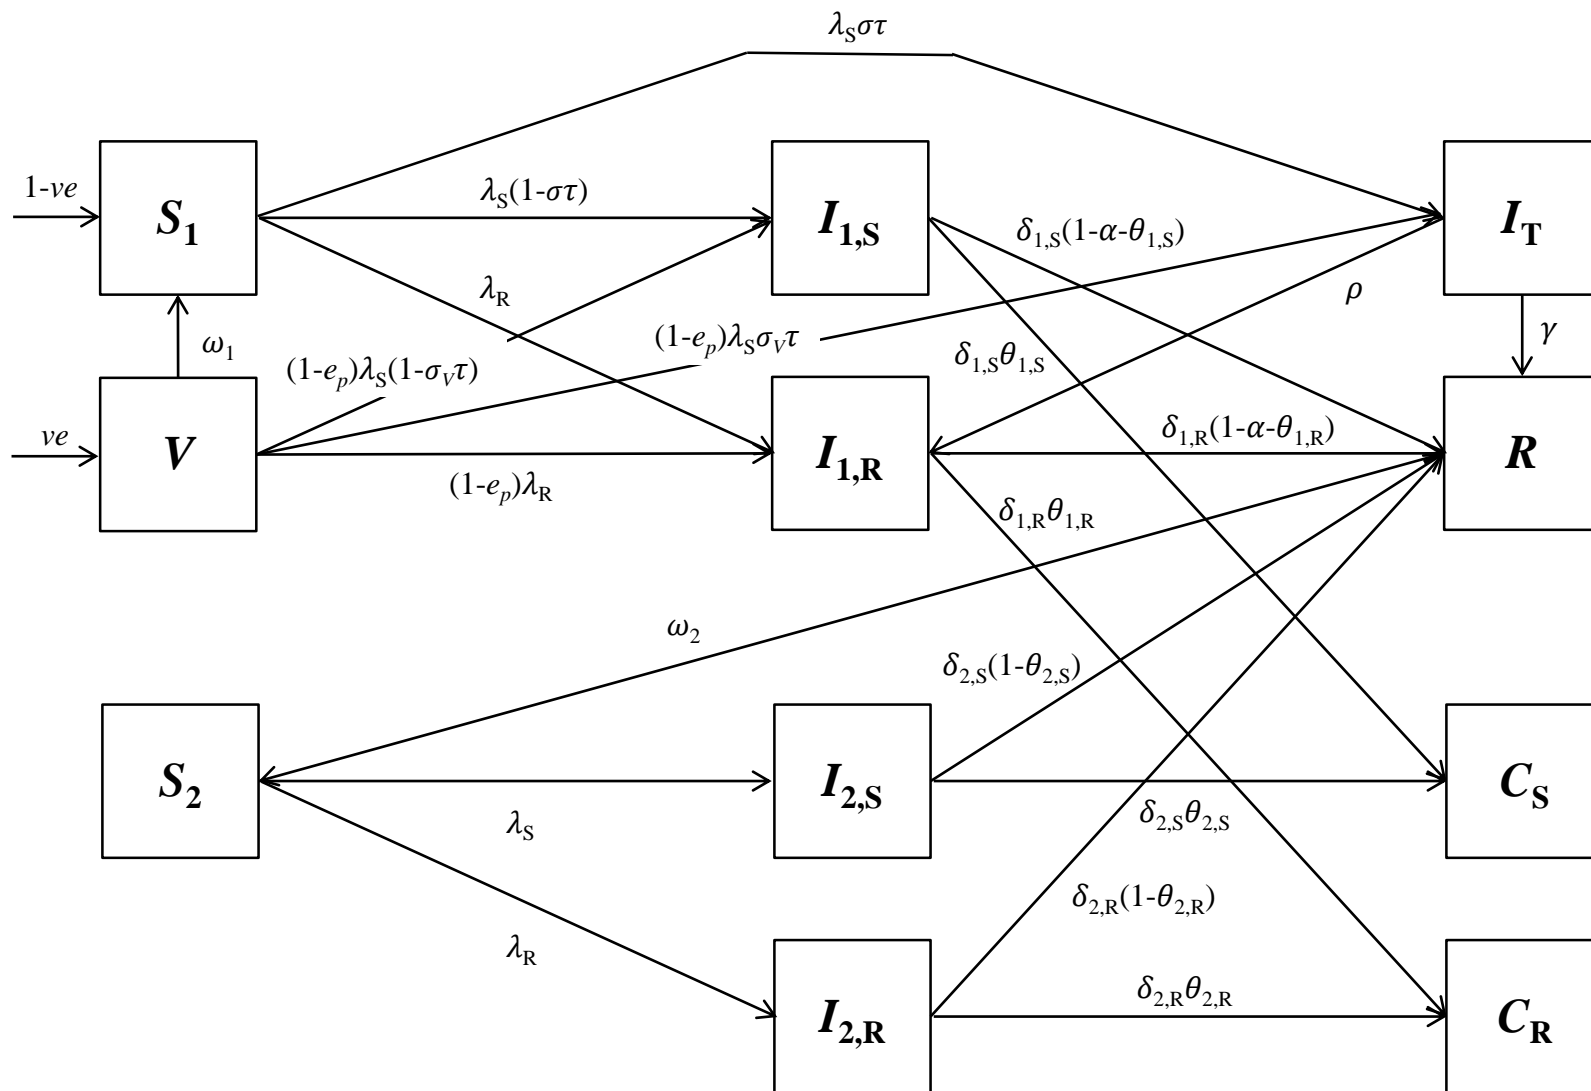 λSστ
1-ve
S1
λS(1-στ)
I1,S
δ1,S(1-α-θ1,S)
IT
λR
ρ
ω1
(1-ep)λS(1-σVτ)
(1-ep)λSσVτ
δ1,Sθ1,S
γ
ve
V
(1-ep)λR
I1,R
δ1,R(1-α-θ1,R)
R
δ1,Rθ1,R
ω2
δ2,S(1-θ2,S)
S2
λS
I2,S
δ2,Sθ2,S
CS
δ2,R(1-θ2,R)
λR
I2,R
δ2,Rθ2,R
CR